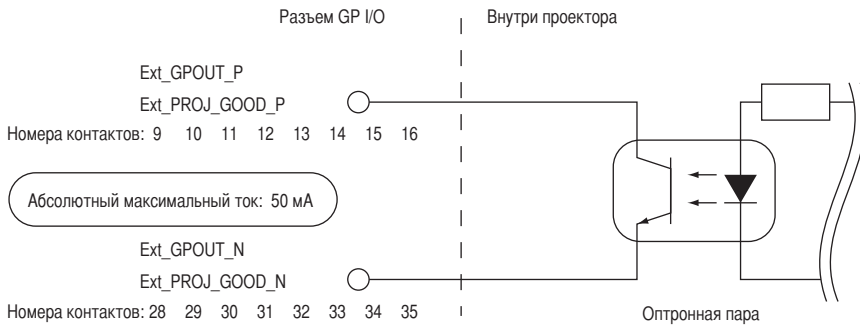 Разъем GP I/O
Внутри проектора
Ext_GPOUT_P
Ext_PROJ_GOOD_P
Номера контактов: 9 10 11 12 13 14 15 16
Абсолютный максимальный ток: 50 мА
Ext_GPOUT_N
Ext_PROJ_GOOD_N
Номера контактов: 28 29 30 31 32 33 34 35
Оптронная пара